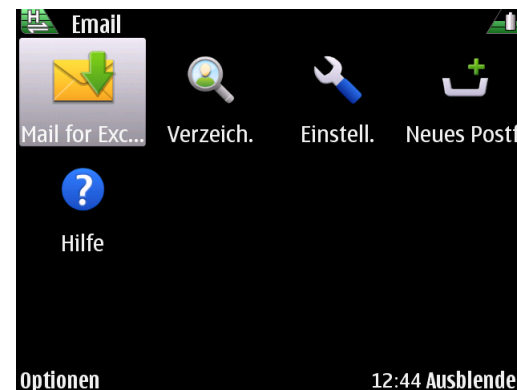 H
Email
Mail for Exc...
Verzeich.
Einstell.
Neues Postf
?
Hilfe
Optionen
12:44 Ausblende